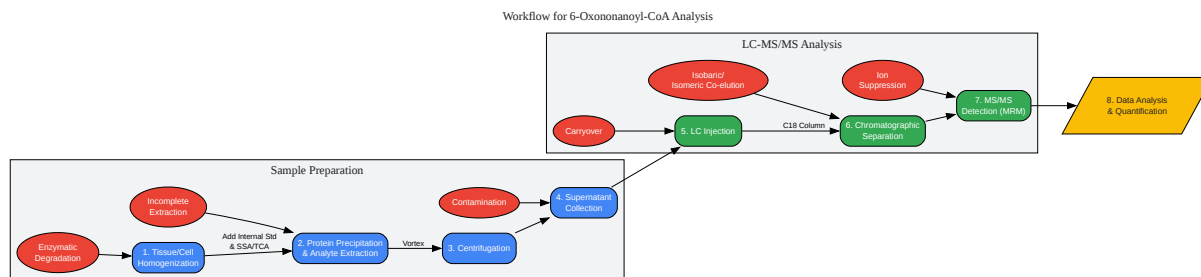 Workflow for 6-Oxononanoyl-CoA Analysis
LC-MS/MS Analysis
Isobaric/
Isomeric Co-elution
Ion
Suppression
7. MS/MS
Detection (MRM)
8. Data Analysis
& Quantification
Carryover
5. LC Injection
C18 Column
6. Chromatographic
Separation
Sample Preparation
Incomplete
Extraction
Contamination
4. Supernatant
Collection
Enzymatic
Degradation
1. Tissue/Cell
Homogenization
Add Internal Std
& SSA/TCA
2. Protein Precipitation
& Analyte Extraction
Vortex
3. Centrifugation